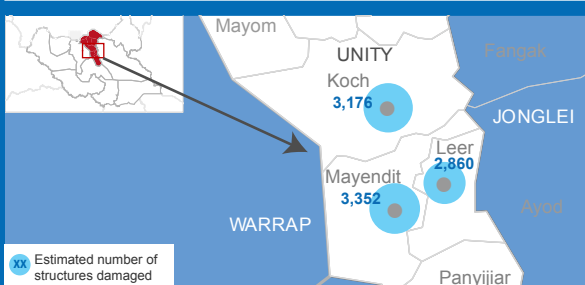 Mayom
UNITY
Fangak
Koch
3,176
JONGLEI
Leer
2,860
Mayendit
3,352
Ayod
WARRAP
XX Estimated number of
structures damaged
Panyijiar